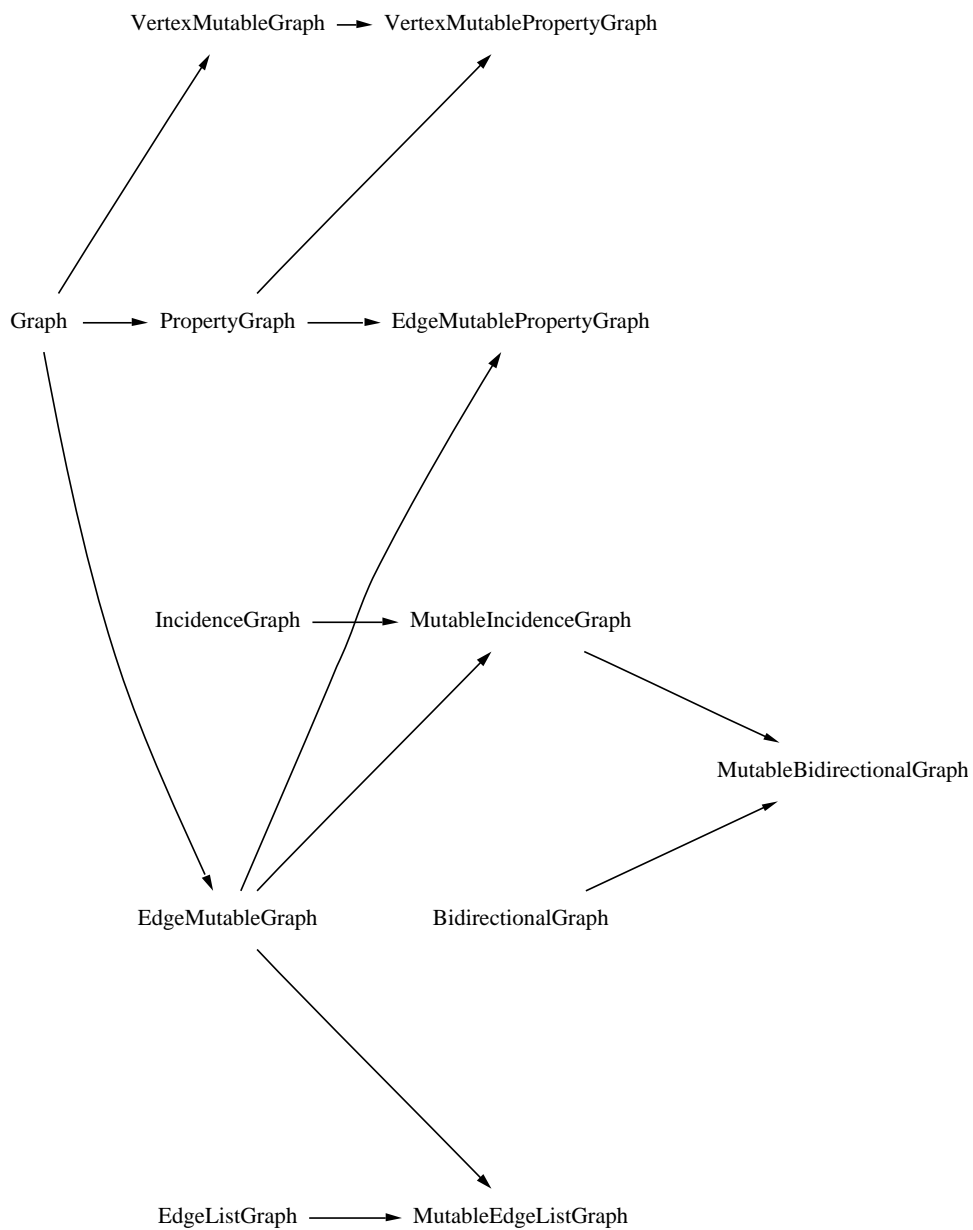 VertexMutableGraph VertexMutablePropertyGraph
Graph PropertyGraph EdgeMutablePropertyGraph
IncidenceGraph MutableIncidenceGraph
MutableBidirectionalGraph
EdgeMutableGraph BidirectionalGraph
EdgeListGraph MutableEdgeListGraph